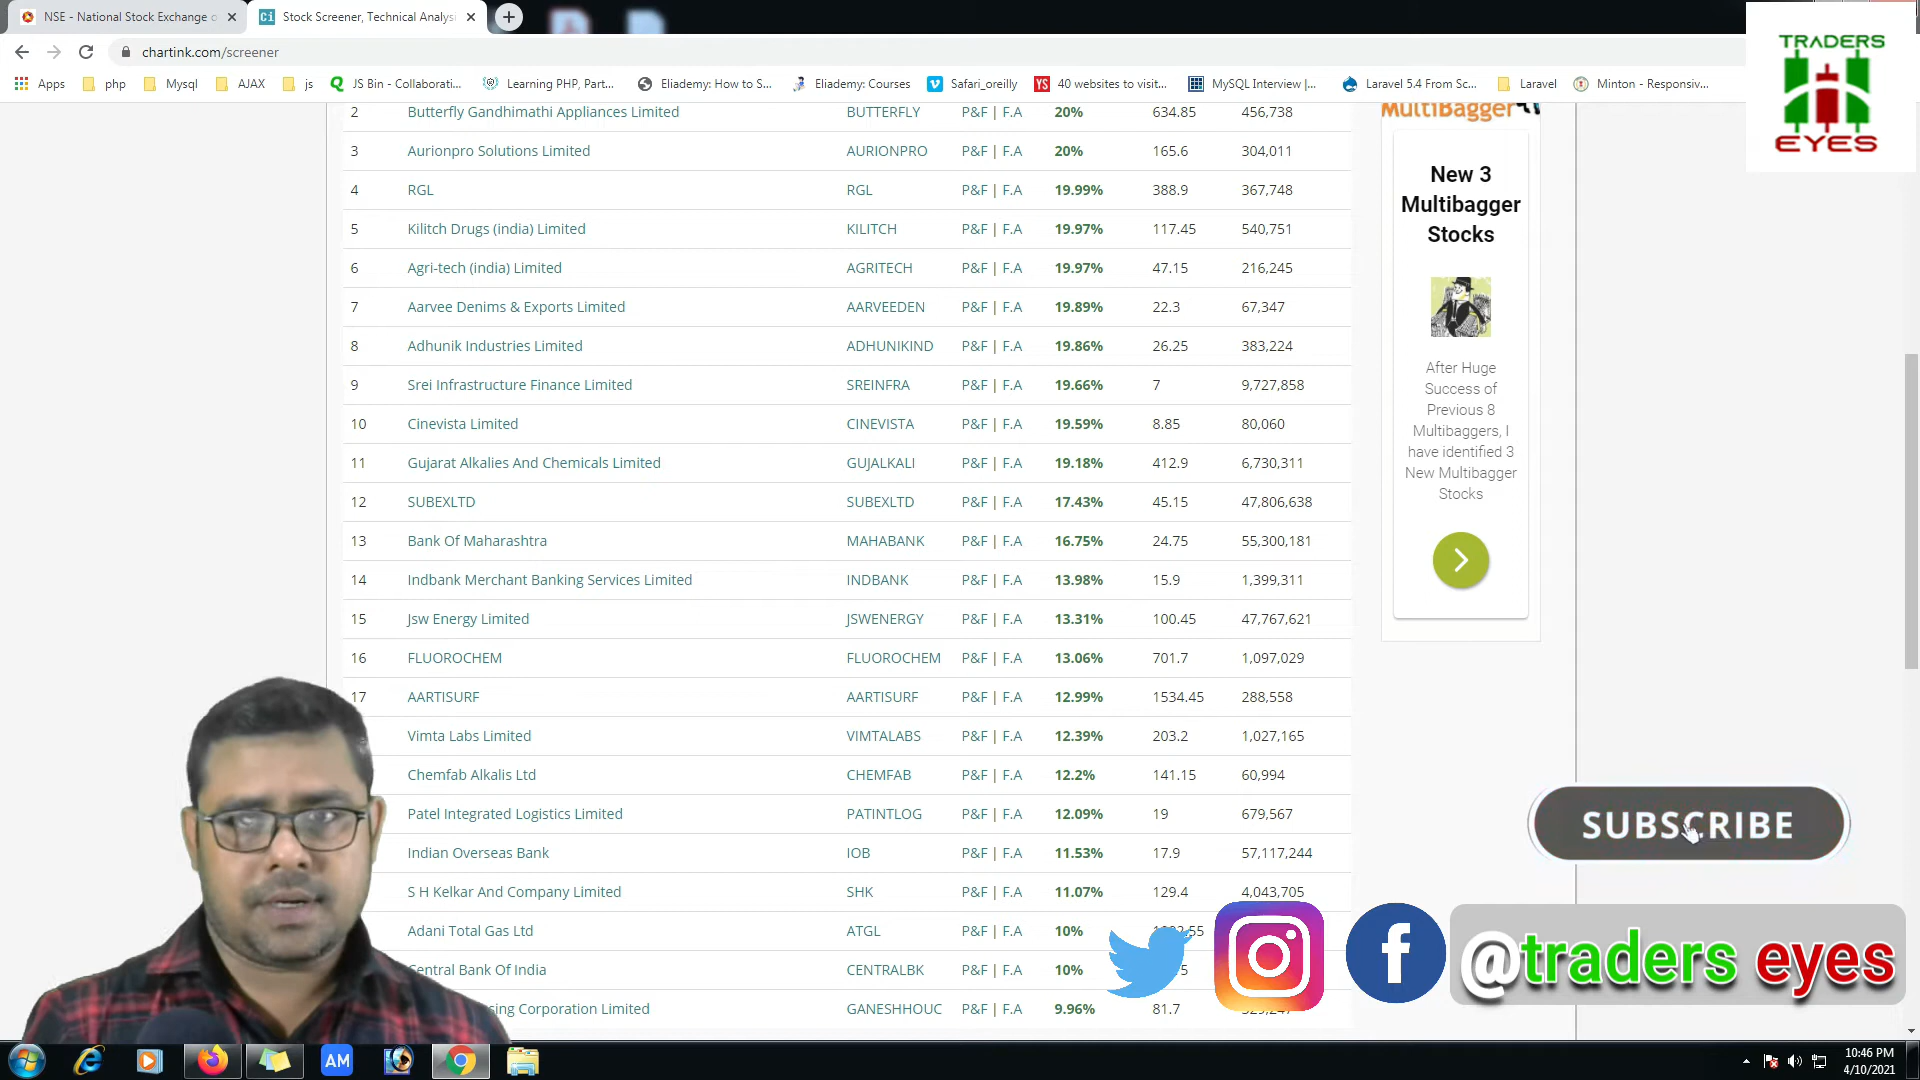 NSE - National Stock Exchange o
Stock Screener, Technical Analysi
chartink.com/screener
Apps
php
Mysql
AJAX
js
JS Bin - Collaborati...
Learning PHP, Part...
Eliademy: How to S...
Eliademy: Courses
Safari_oreilly
40 websites to visit...
MySQL Interview |...
Laravel 5.4 From Sc...
Laravel
Minton - Responsiv...
TRADERS
EYES
2 Butterfly Gandhimathi Appliances Limited BUTTERFLY P&F | F.A 20% 634.85 456,738
3 Aurionpro Solutions Limited AURIONPRO P&F | F.A 20% 165.6 304,011
4 RGL RGL P&F | F.A 19.99% 388.9 367,748
5 Kilitch Drugs (india) Limited KILITCH P&F | F.A 19.97% 117.45 540,751
6 Agri-tech (india) Limited AGRITECH P&F | F.A 19.97% 47.15 216,245
7 Aarvee Denims & Exports Limited AARVEEDEN P&F | F.A 19.89% 22.3 67,347
8 Adhunik Industries Limited ADHUNIKIND P&F | F.A 19.86% 26.25 383,224
9 Srei Infrastructure Finance Limited SREINFRA P&F | F.A 19.66% 7 9,727,858
10 Cinevista Limited CINEVISTA P&F | F.A 19.59% 8.85 80,060
11 Gujarat Alkalies And Chemicals Limited GUJALKALI P&F | F.A 19.18% 412.9 6,730,311
12 SUBEXLTD SUBEXLTD P&F | F.A 17.43% 45.15 47,806,638
13 Bank Of Maharashtra MAHABANK P&F | F.A 16.75% 24.75 55,300,181
14 Indbank Merchant Banking Services Limited INDBANK P&F | F.A 13.98% 15.9 1,399,311
15 Jsw Energy Limited JSWENERGY P&F | F.A 13.31% 100.45 47,767,621
16 FLUOROCHEM FLUOROCHEM P&F | F.A 13.06% 701.7 1,097,029
17 AARTISURF AARTISURF P&F | F.A 12.99% 1534.45 288,558
Vimta Labs Limited VIMTALABS P&F | F.A 12.39% 203.2 1,027,165
Chemfab Alkalis Ltd CHEMFAB P&F | F.A 12.2% 141.15 60,994
Patel Integrated Logistics Limited PATINTLOG P&F | F.A 12.09% 19 679,567
Indian Overseas Bank IOB P&F | F.A 11.53% 17.9 57,117,244
S H Kelkar And Company Limited SHK P&F | F.A 11.07% 129.4 4,043,705
Adani Total Gas Ltd ATGL P&F | F.A 10%
Central Bank Of India CENTRALBK P&F | F.A 10%
Corporation Limited GANESHHOUC P&F | F.A 9.96% 81.7
MultiBagger
New 3
Multibagger
Stocks
After Huge
Success of
Previous 8
Multibaggers, I
have identified 3
New Multibagger
Stocks
SUBSCRIBE
@traders eyes
AM
10:46 PM
4/10/2021